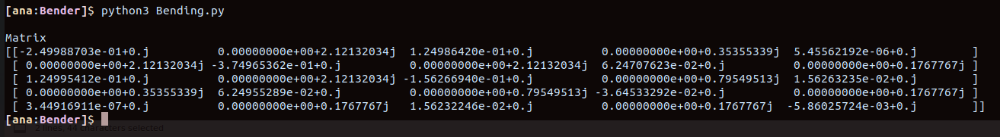 [ana:Bender]$ python3 Bending.py
Matrix
[[-2.49988703e-01+0.j 0.00000000e+00+2.12132034j 1.24986420e-01+0.j 0.00000000e+00+0.35355339j 5.45562192e-06+0.j ]
[ 0.00000000e+00+2.12132034j -3.74965362e-01+0.j 0.00000000e+00+2.12132034j 6.24707623e-02+0.j 0.00000000e+00+0.1767767j ]
[ 1.24995412e-01+0.j 0.00000000e+00+2.12132034j -1.56266940e-01+0.j 0.00000000e+00+0.79549513j 1.56263235e-02+0.j ]
[ 0.00000000e+00+0.35355339j 6.24955289e-02+0.j 0.00000000e+00+0.79549513j -3.64533292e-02+0.j 0.00000000e+00+0.1767767j ]
[ 3.44916911e-07+0.j 0.00000000e+00+0.1767767j 1.56232246e-02+0.j 0.00000000e+00+0.1767767j -5.86025724e-03+0.j ]]
[ana:Bender]$
2 lines, 44 characters selected